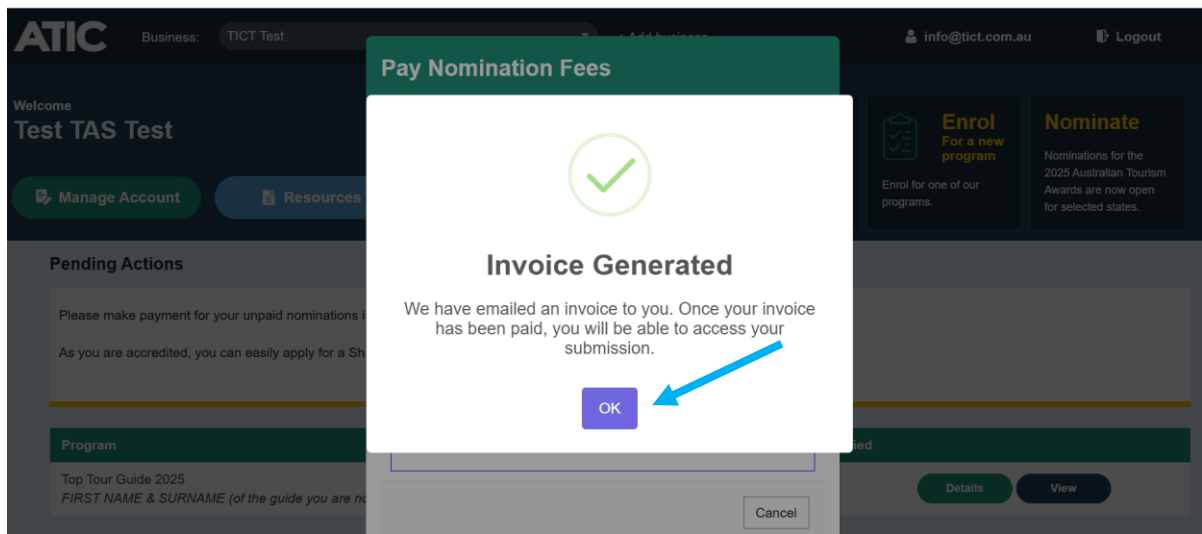 ATIC
Business:
TICT Test
+ Add business
info@tict.com.au
Logout
Pay Nomination Fees
Welcome
Test TAS Test
Manage Account
Resources
Enrol
For a new
program
Enrol for one of our
programs.
Nominate
Nominations for the
2025 Australian Tourism
Awards are now open
for selected states.
Invoice Generated
We have emailed an invoice to you. Once your invoice
has been paid, you will be able to access your
submission.
OK
Pending Actions
Please make payment for your unpaid nominations i
As you are accredited, you can easily apply for a Sh
Program
ied
Top Tour Guide 2025
FIRST NAME & SURNAME (of the guide you are no
Details
View
Cancel